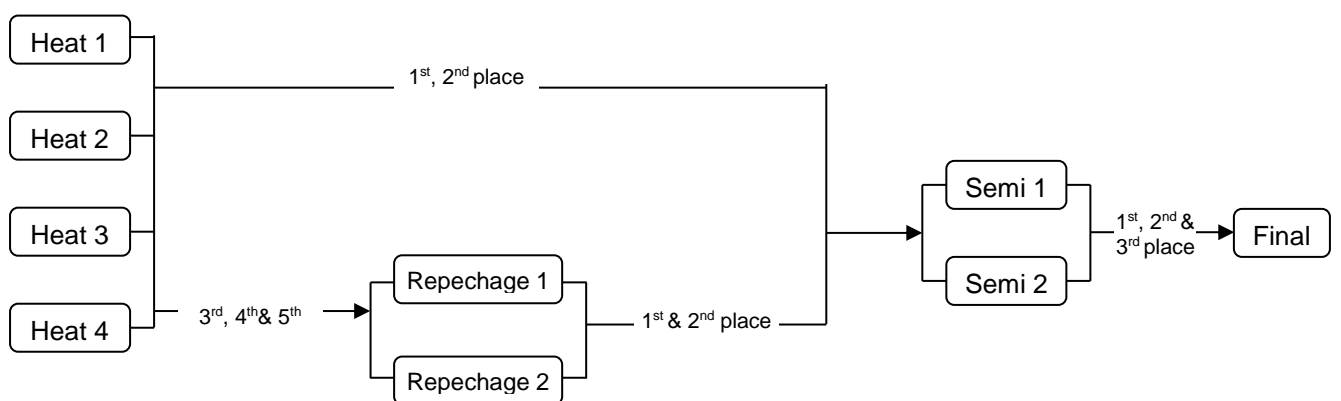 Heat 1
1st, 2nd place
Heat 2
Semi 1
Heat 3
1st, 2nd &
3rd place
Final
Repechage 1
Semi 2
Heat 4
3rd, 4th& 5th
1st & 2nd place
Repechage 2